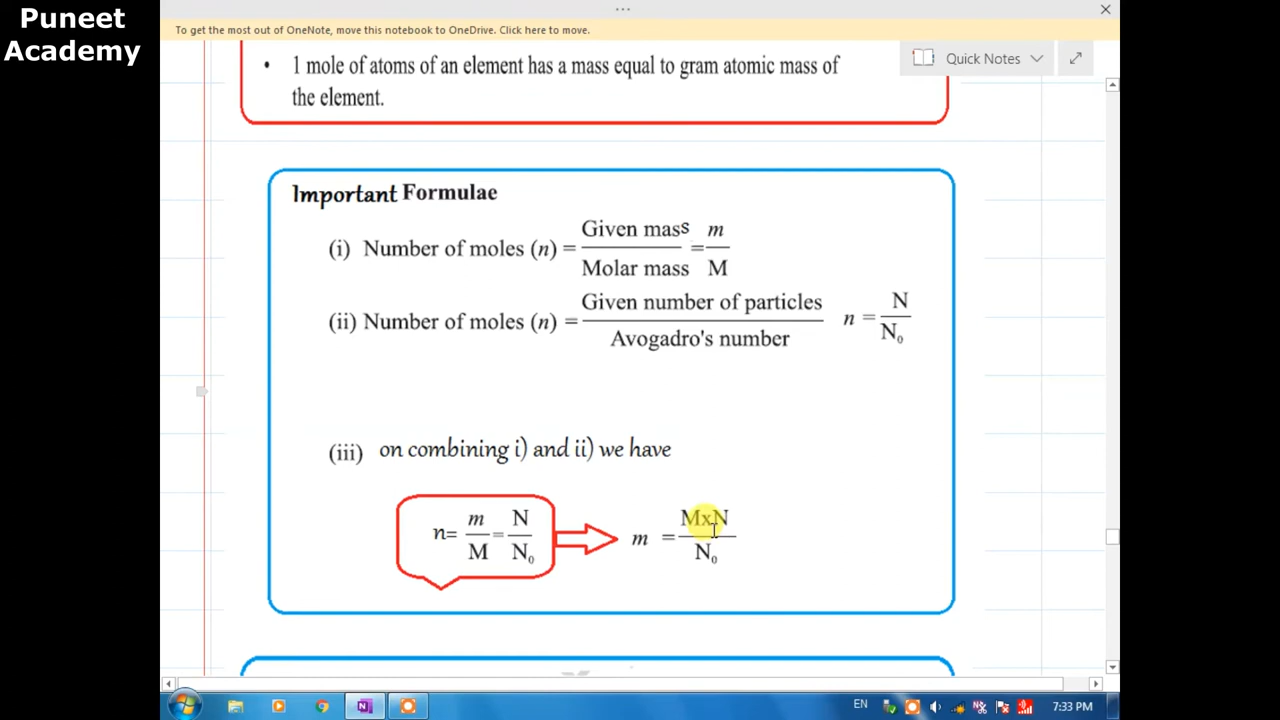 Puneet
Academy
To get the most out of OneNote, move this notebook to OneDrive. Click here to move.
Quick Notes
• 1 mole of atoms of an element has a mass equal to gram atomic mass of
the element.
Important Formulae
(i) Number of moles (n) = Given mass / Molar mass = m / M
(ii) Number of moles (n) = Given number of particles / Avogadro's number n = N / N₀
(iii) on combining i) and ii) we have
n= m / M = N / N₀ m = MxN / N₀
EN
7:33 PM